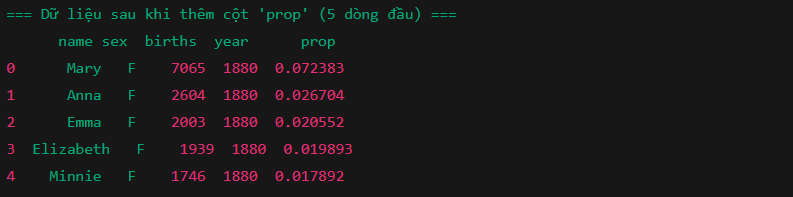 === Dữ liệu sau khi thêm cột 'prop' (5 dòng đầu) ===
name sex births year prop
0 Mary F 7065 1880 0.072383
1 Anna F 2604 1880 0.026704
2 Emma F 2003 1880 0.020552
3 Elizabeth F 1939 1880 0.019893
4 Minnie F 1746 1880 0.017892